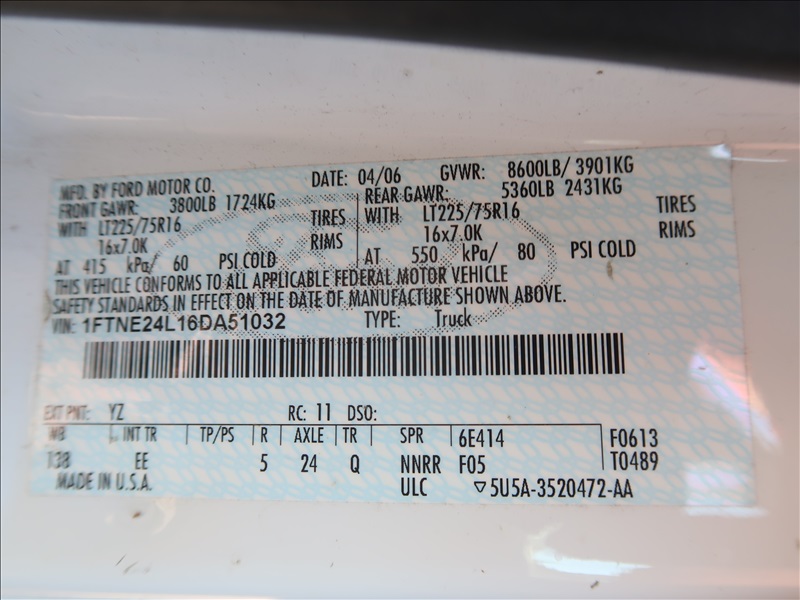 MFD. BY FORD MOTOR CO. DATE: 04/06 GVWR: 8600LB/ 3901KG
FRONT GAWR: 3800LB 1724KG REAR GAWR: 5360LB 2431KG
WITH LT225/75R16 TIRES WITH LT225/75R16 TIRES
16x7.0K RIMS 16x7.0K RIMS
AT 415 kPa/ 60 PSI COLD AT 550 kPa/ 80 PSI COLD
THIS VEHICLE CONFORMS TO ALL APPLICABLE FEDERAL MOTOR VEHICLE
SAFETY STANDARDS IN EFFECT ON THE DATE OF MANUFACTURE SHOWN ABOVE.
VIN: 1FTNE24L16DA51032 TYPE: Truck
EXT PNT: YZ RC: 11 DSO:
WB INT TR TP/PS R AXLE TR SPR 6E414 F0613
138 EE 5 24 Q NNRR F05 T0489
MADE IN U.S.A. ULC ▽5U5A-3520472-AA